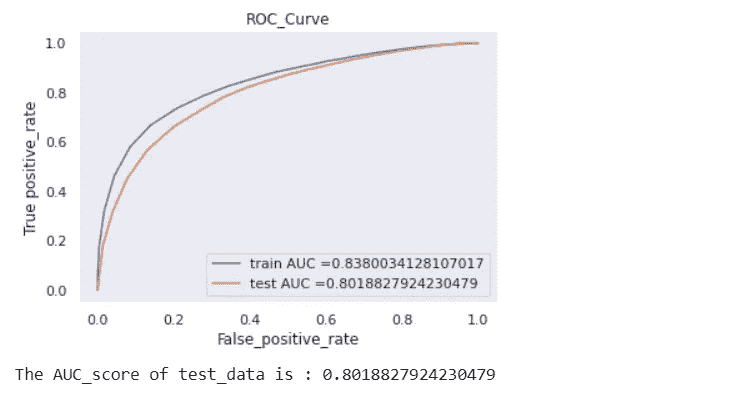 ROC_Curve
1.0
0.8
0.6
0.4
0.2
0.0
True positive_rate
train AUC =0.8380034128107017
test AUC =0.8018827924230479
0.0 0.2 0.4 0.6 0.8 1.0
False_positive_rate
The AUC_score of test_data is : 0.8018827924230479